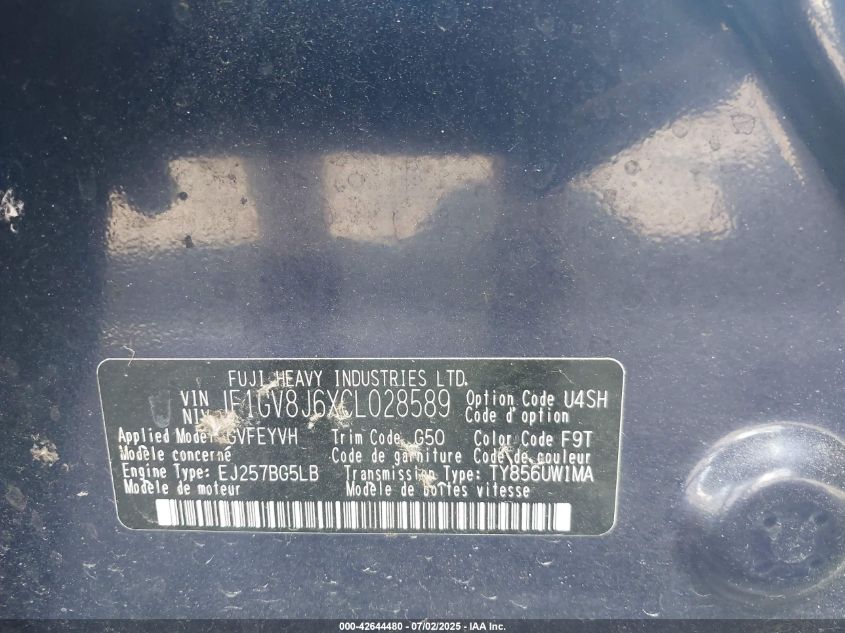 FUJI HEAVY INDUSTRIES LTD.
VIN JF1GV8J6XCL028589 Option Code U4SH
NIV Code d'option
Applied Model GVFEYVH Trim Code G50 Color Code F9T
Modele concerné Code de garniture Code de couleur
Engine Type: EJ257BG5LB Transmission Type: TY856UW1MA
Modele de moteur Modele de boîtes vitesse
000-42644480 - 07/02/2025 - IAA Inc.